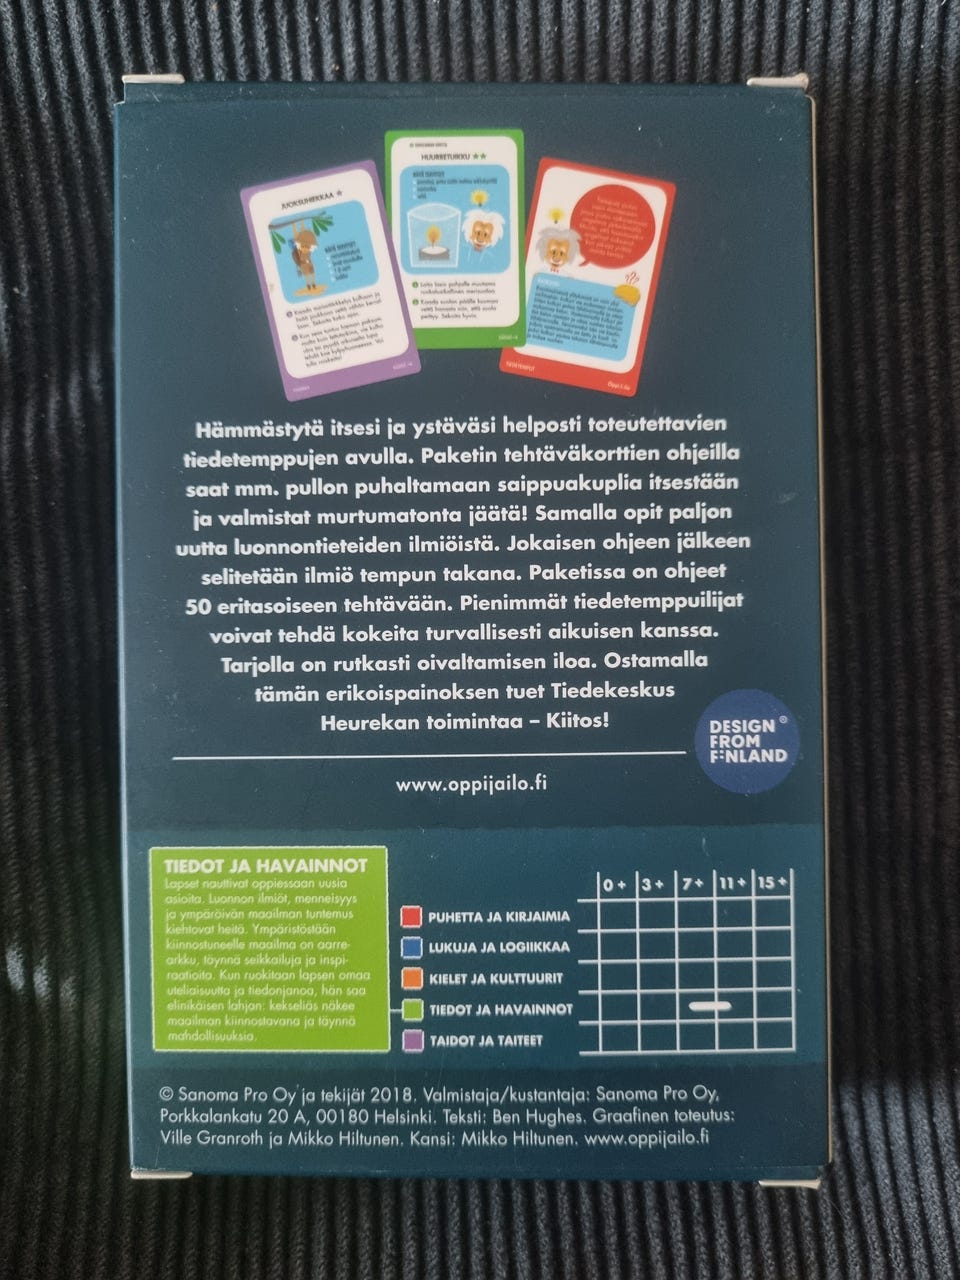 JUOKSUHIEKKAA ★
HUURRETUIKKU ★★
Hämmästytä itsesi ja ystäväsi helposti toteutettavien
tiedetemppujen avulla. Paketin tehtäväkorttien ohjeilla
saat mm. pullon puhaltamaan saippuakuplia itsestään
ja valmistat murtumatonta jäätä! Samalla opit paljon
uutta luonnontieteiden ilmiöistä. Jokaisen ohjeen jälkeen
selitetään ilmiö tempun takana. Paketissa on ohjeet
50 eritasoiseen tehtävään. Pienimmät tiedetemppuilijat
voivat tehdä kokeita turvallisesti aikuisen kanssa.
Tarjolla on rutkasti oivaltamisen iloa. Ostamalla
tämän erikoispainoksen tuet Tiedekeskus
Heurekan toimintaa – Kiitos!
DESIGN ®
FROM
FINLAND
www.oppijailo.fi
TIEDOT JA HAVAINNOT
Lapset nauttivat oppiessaan uusia
asioita. Luonnon ilmiöt, menneisyys
ja ympäröivän maailman tuntemus
kiehtovat heitä. Ympäristöstään
kiinnostuneelle maailma on aarre-
arkku, täynnä seikkailuja ja inspi-
raatioita. Kun ruokitaan lapsen omaa
uteliaisuutta ja tiedonjanoa, hän saa
elinikäisen lahjan: kekseliäs näkee
maailman kiinnostavana ja täynnä
mahdollisuuksia.
0+ 3+ 7+ 11+ 15+
PUHETTA JA KIRJAIMIA
LUKUJA JA LOGIIKKAA
KIELET JA KULTTUURIT
TIEDOT JA HAVAINNOT
TAIDOT JA TAITEET
© Sanoma Pro Oy ja tekijät 2018. Valmistaja/kustantaja: Sanoma Pro Oy,
Porkkalankatu 20 A, 00180 Helsinki. Teksti: Ben Hughes. Graafinen toteutus:
Ville Granroth ja Mikko Hiltunen. Kansi: Mikko Hiltunen. www.oppijailo.fi